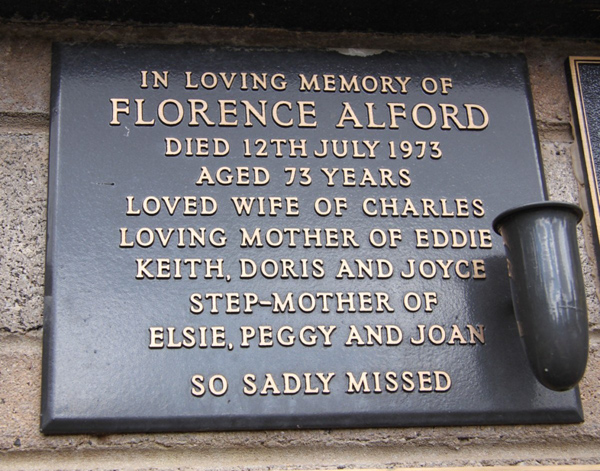 IN LOVING MEMORY OF
FLORENCE ALFORD
DIED 12TH JULY 1973
AGED 73 YEARS
LOVED WIFE OF CHARLES
LOVING MOTHER OF EDDIE
KEITH, DORIS AND JOYCE
STEP-MOTHER OF
ELSIE, PEGGY AND JOAN
SO SADLY MISSED